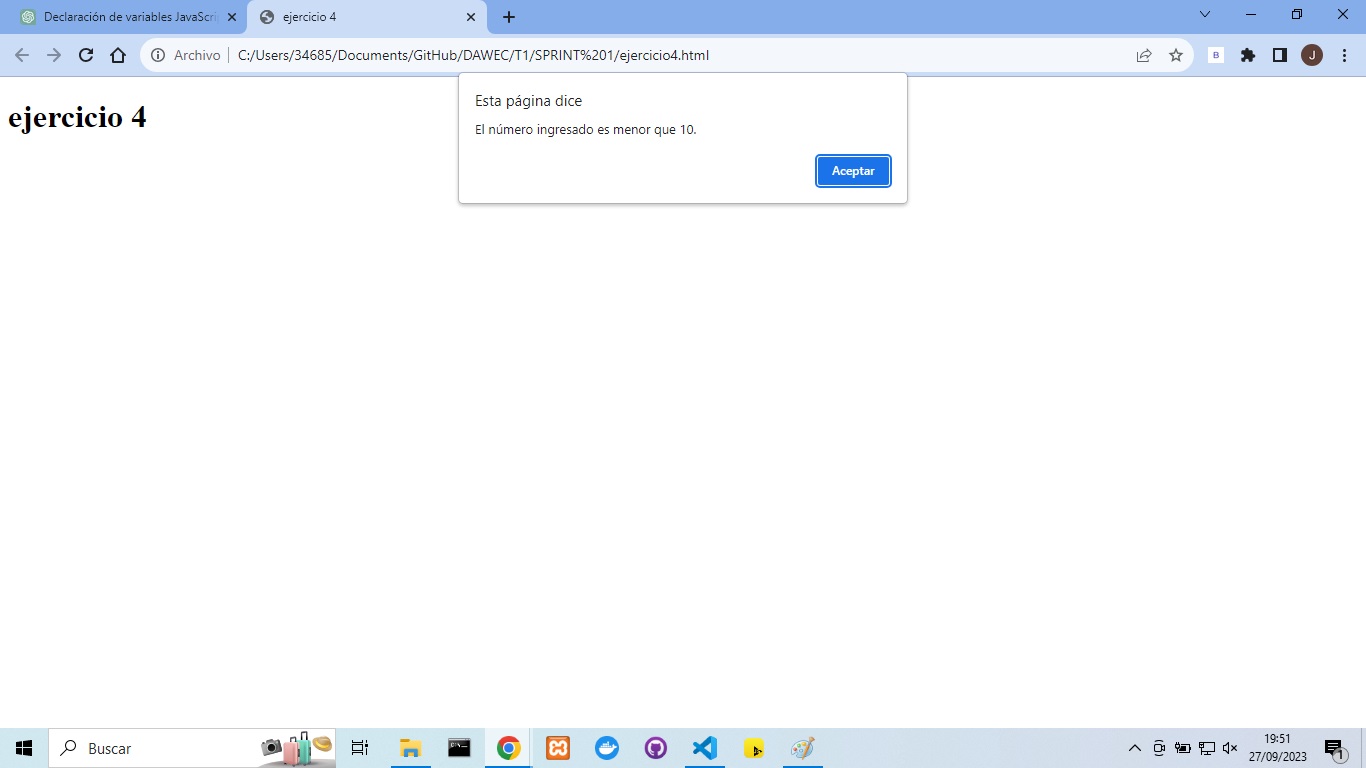 Declaración de variables JavaScri
ejercicio 4
Archivo
C:/Users/34685/Documents/GitHub/DAWEC/T1/SPRINT%201/ejercicio4.html
B
J
Esta página dice
El número ingresado es menor que 10.
Aceptar
ejercicio 4
Buscar
19:51
27/09/2023
1